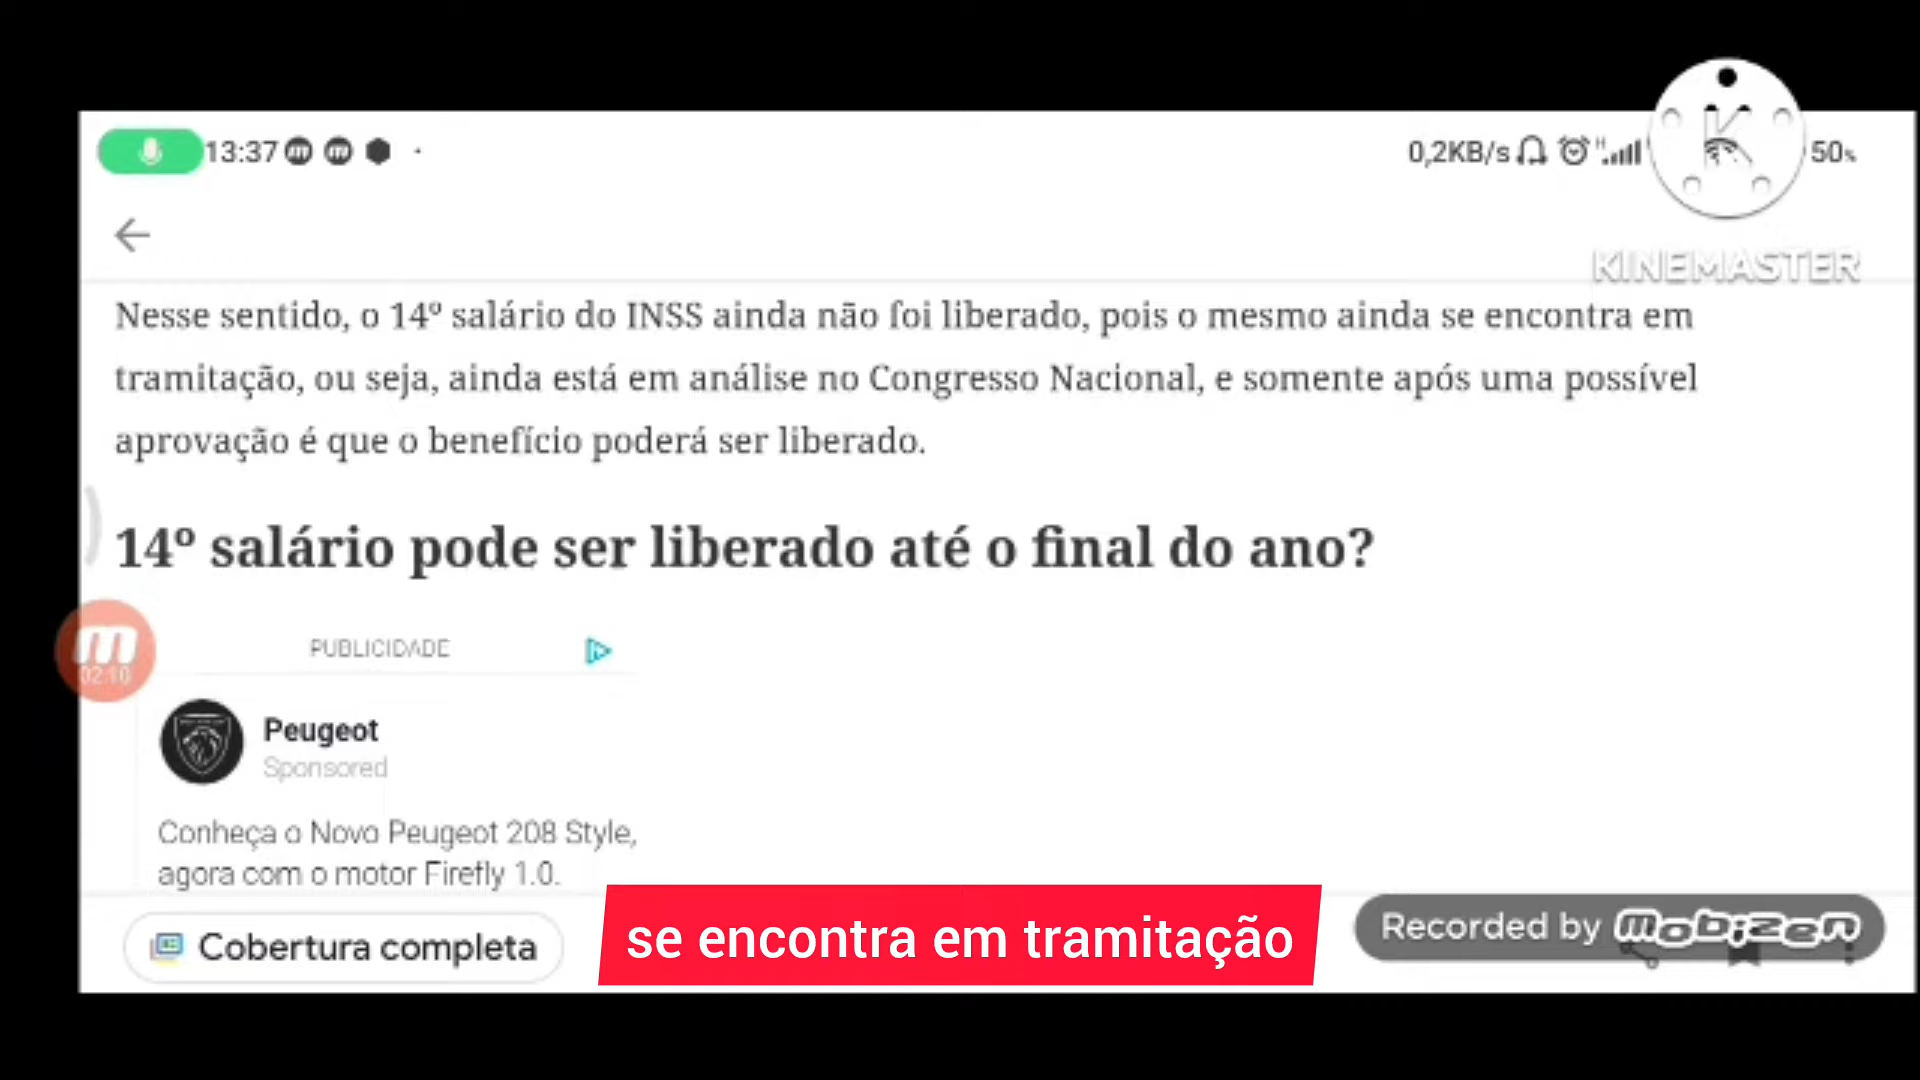 13:37
0,2KB/s
50%
KINEMASTER
Nesse sentido, o 14º salário do INSS ainda não foi liberado, pois o mesmo ainda se encontra em
tramitação, ou seja, ainda está em análise no Congresso Nacional, e somente após uma possível
aprovação é que o benefício poderá ser liberado.
14º salário pode ser liberado até o final do ano?
02:10
PUBLICIDADE
Peugeot
Sponsored
Conheça o Novo Peugeot 208 Style,
agora com o motor Firefly 1.0.
Cobertura completa
se encontra em tramitação
Recorded by mobizen